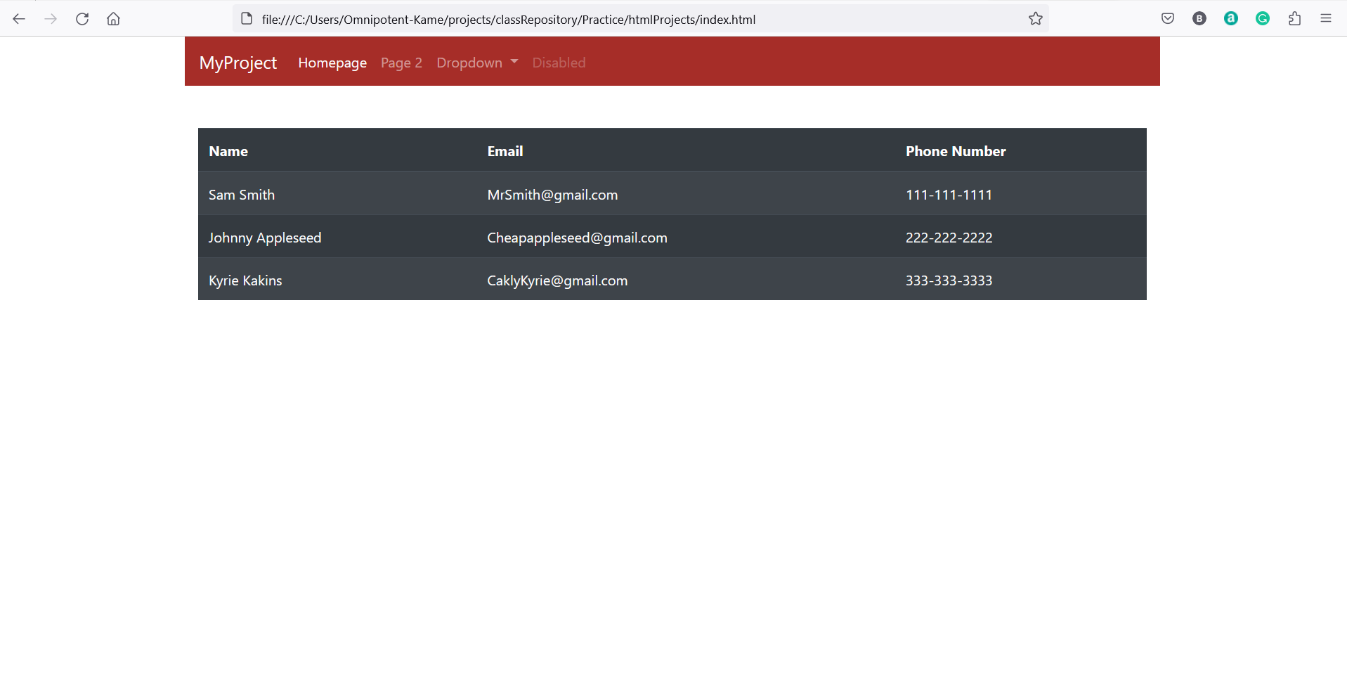 file:///C:/Users/Omnipotent-Kame/projects/classRepository/Practice/htmlProjects/index.html
MyProject Homepage Page 2 Dropdown Disabled
Name Email Phone Number
Sam Smith MrSmith@gmail.com 111-111-1111
Johnny Appleseed Cheapappleseed@gmail.com 222-222-2222
Kyrie Kakins CaklyKyrie@gmail.com 333-333-3333